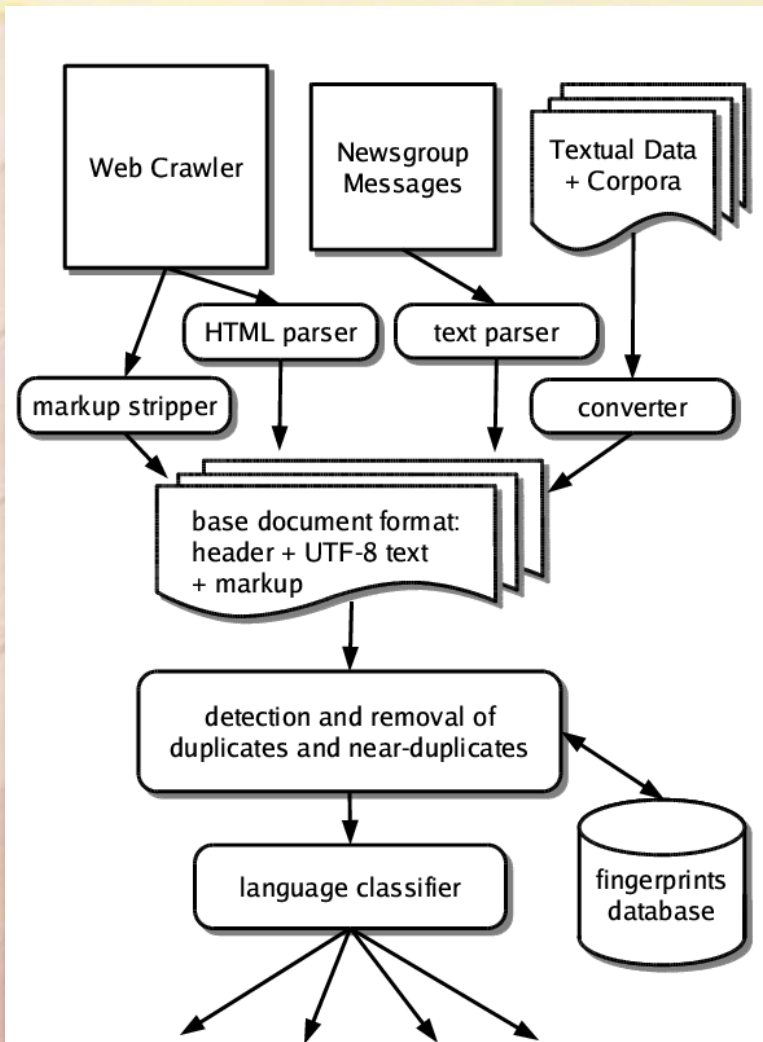 Web Crawler
Newsgroup
Messages
Textual Data
+ Corpora
HTML parser
text parser
markup stripper
converter
base document format:
header + UTF-8 text
+ markup
detection and removal of
duplicates and near-duplicates
language classifier
fingerprints
database